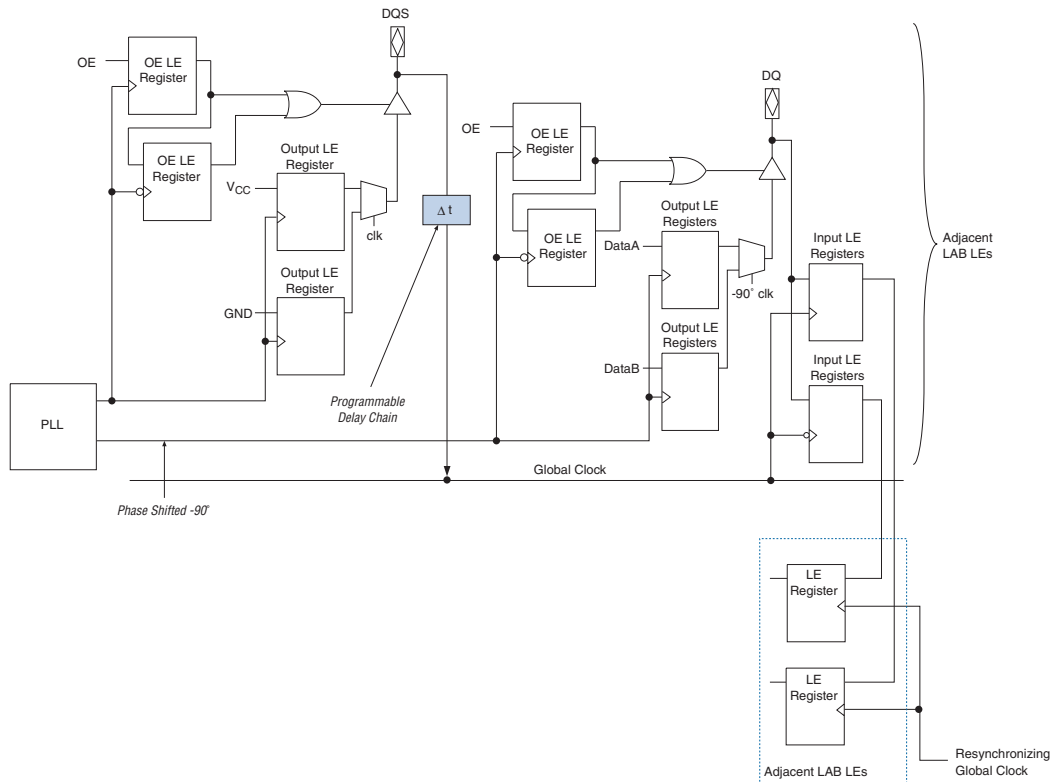 DQS
OE
OE LE
Register
OE LE
Register
Output LE
Register
VCC
clk
Δ t
Output LE
Register
GND
Programmable
Delay Chain
PLL
Phase Shifted -90°
Global Clock
DQ
OE
OE LE
Register
OE LE
Register
Output LE
Registers
DataA
-90° clk
Output LE
Registers
DataB
Input LE
Registers
Input LE
Registers
Adjacent
LAB LEs
LE
Register
LE
Register
Adjacent LAB LEs
Resynchronizing
Global Clock